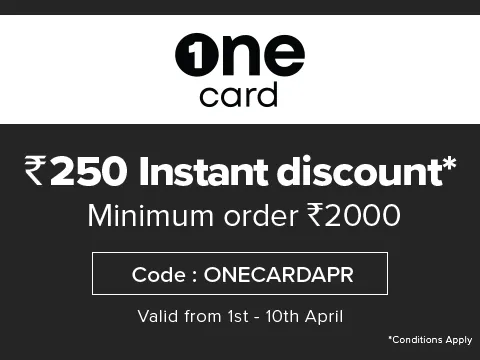 One
card
₹250 Instant discount*
Minimum order ₹2000
Code : ONECARDAPR
Valid from 1st - 10th April
*Conditions Apply